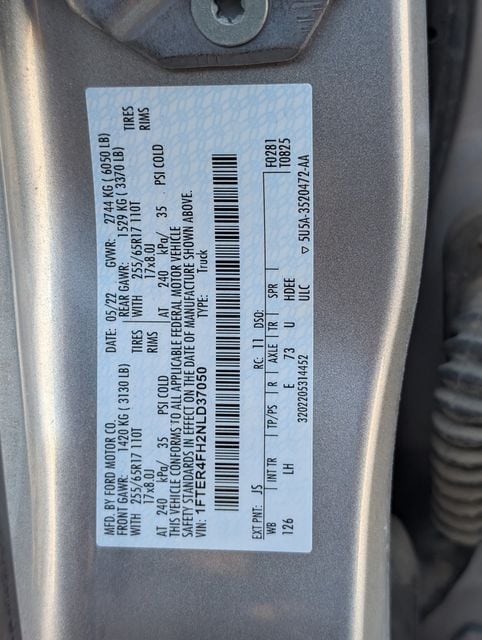 MFD. BY FORD MOTOR CO. DATE: 05/22 GVWR: 2744 KG ( 6050 LB)
FRONT GAWR: 1420 KG ( 3130 LB) REAR GAWR: 1529 KG ( 3370 LB)
WITH 255/65R17 110T TIRES WITH 255/65R17 110T TIRES
17x8.0J RIMS 17x8.0J RIMS
AT 240 kPa/ 35 PSI COLD AT 240 kPa/ 35 PSI COLD
THIS VEHICLE CONFORMS TO ALL APPLICABLE FEDERAL MOTOR VEHICLE
SAFETY STANDARDS IN EFFECT ON THE DATE OF MANUFACTURE SHOWN ABOVE.
VIN: 1FTER4FH2NLD37050 TYPE: Truck
F0281
T0B25
EXT PNT: JS RC: 11 DSO:
WB INT TR TP/PS R AXLE TR SPR
126 LH E 73 U HDEE
ULC
3202205314452 ▽ 5U5A-3520472-AA